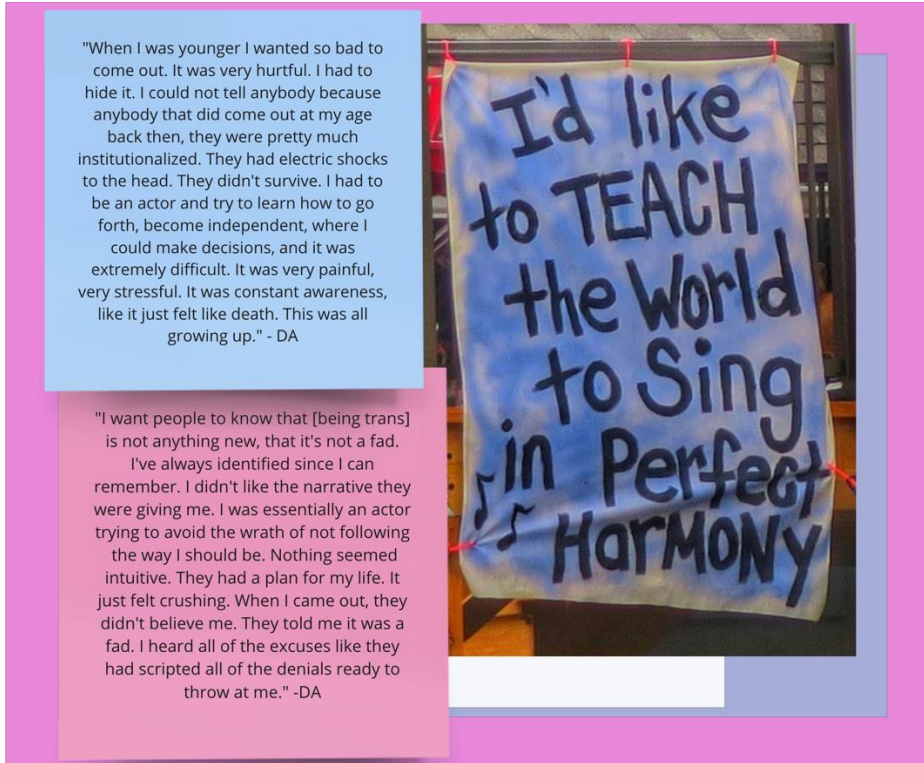 "When I was younger I wanted so bad to
come out. It was very hurtful. I had to
hide it. I could not tell anybody because
anybody that did come out at my age
back then, they were pretty much
institutionalized. They had electric shocks
to the head. They didn't survive. I had to
be an actor and try to learn how to go
forth, become independent, where I
could make decisions, and it was
extremely difficult. It was very painful,
very stressful. It was constant awareness,
like it just felt like death. This was all
growing up." - DA
"I want people to know that [being trans]
is not anything new, that it's not a fad.
I've always identified since I can
remember. I didn't like the narrative they
were giving me. I was essentially an actor
trying to avoid the wrath of not following
the way I should be. Nothing seemed
intuitive. They had a plan for my life. It
just felt crushing. When I came out, they
didn't believe me. They told me it was a
fad. I heard all of the excuses like they
had scripted all of the denials ready to
throw at me." -DA
I'd like
to TEACH
the World
to Sing
in Perfect
HarMONy